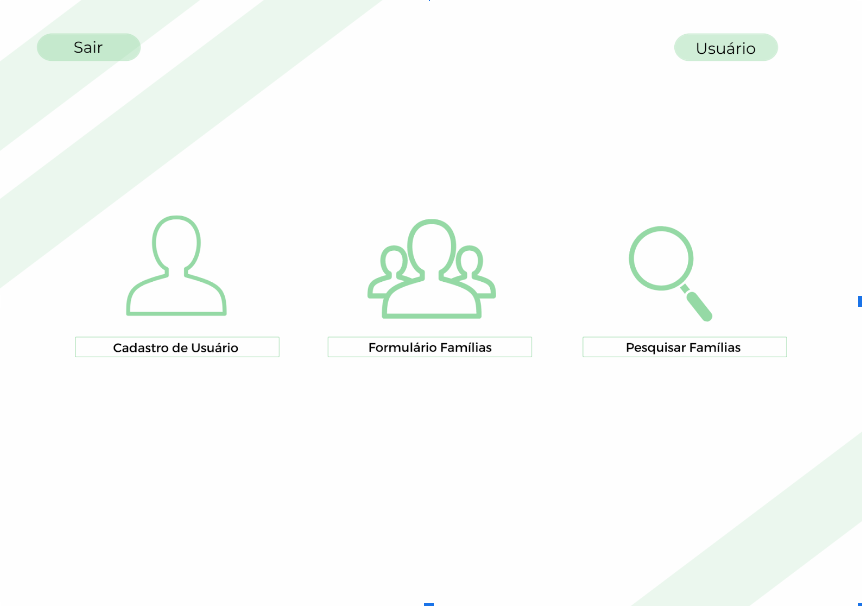 Sair
Usuário
Cadastro de Usuário
Formulário Famílias
Pesquisar Famílias